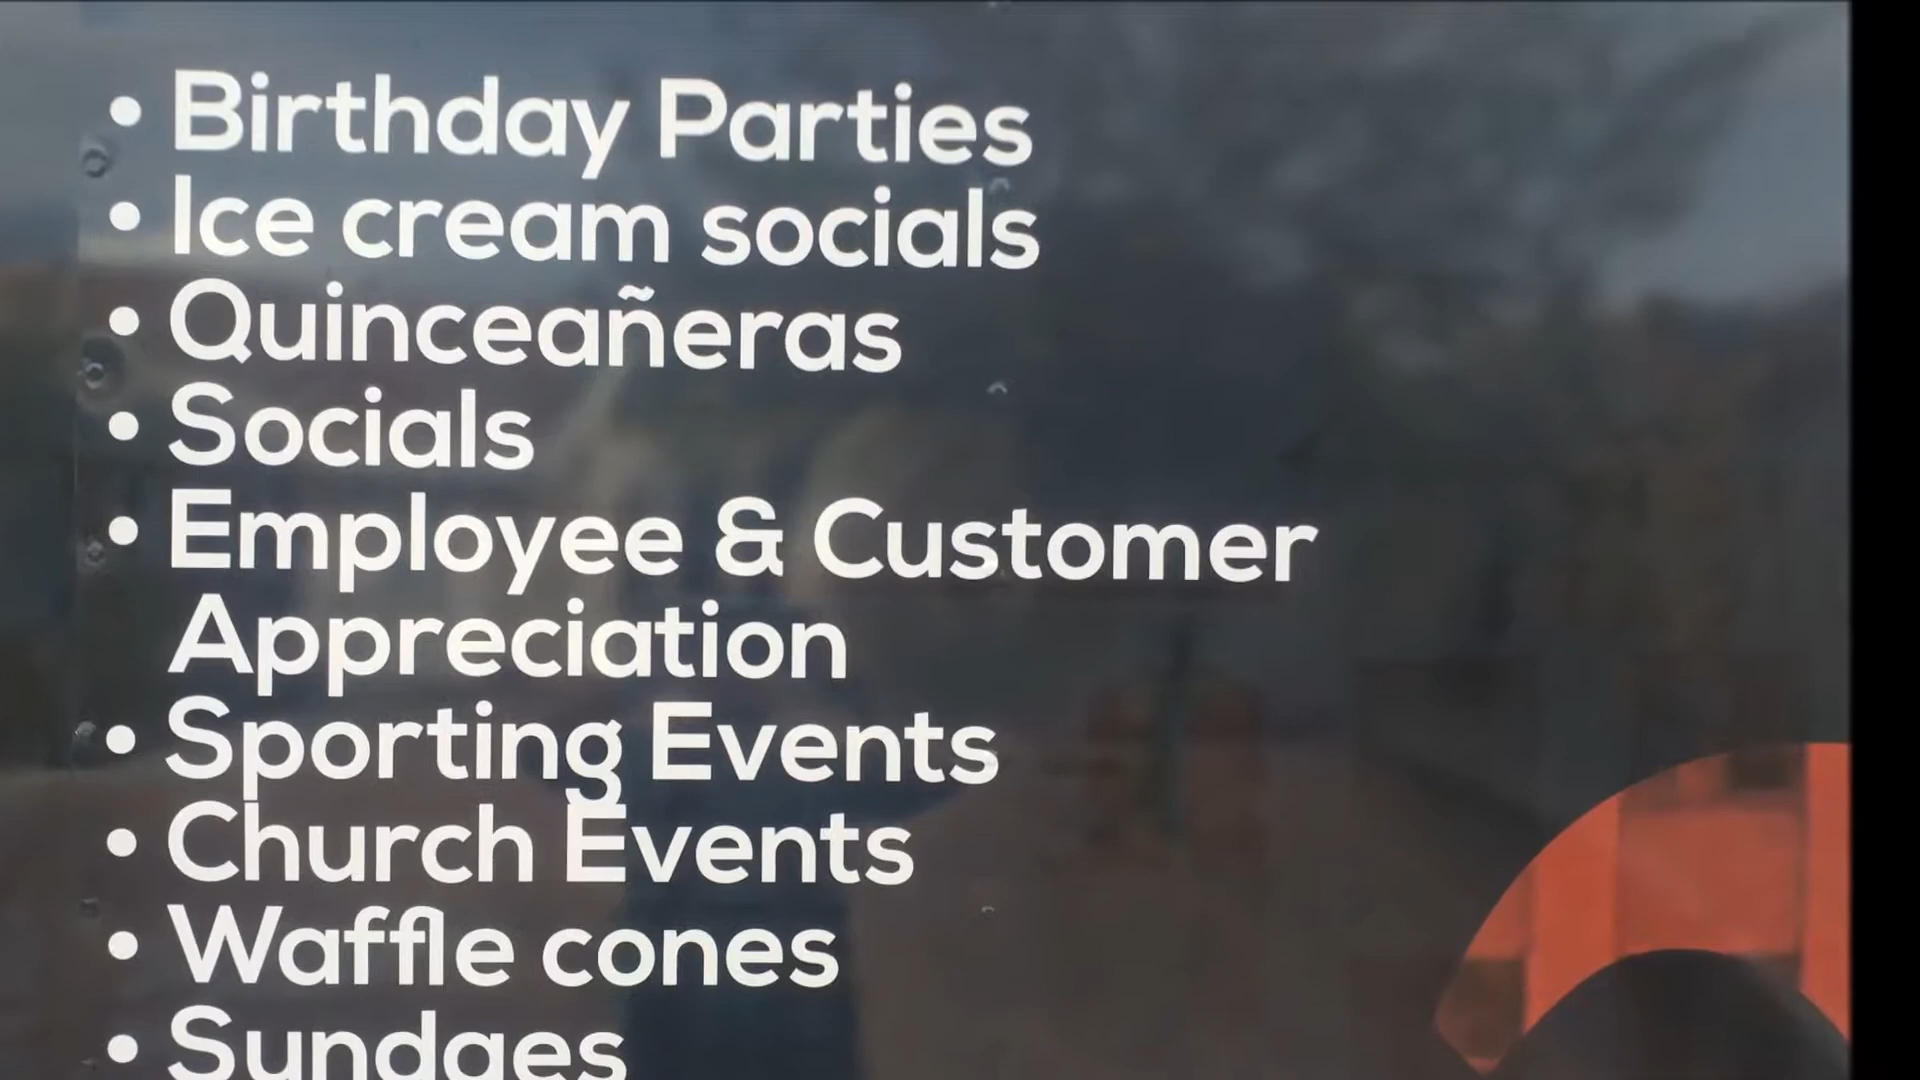 • Birthday Parties
• Ice cream socials
• Quinceañeras
• Socials
• Employee & Customer
Appreciation
• Sporting Events
• Church Events
• Waffle cones
• Sundaes